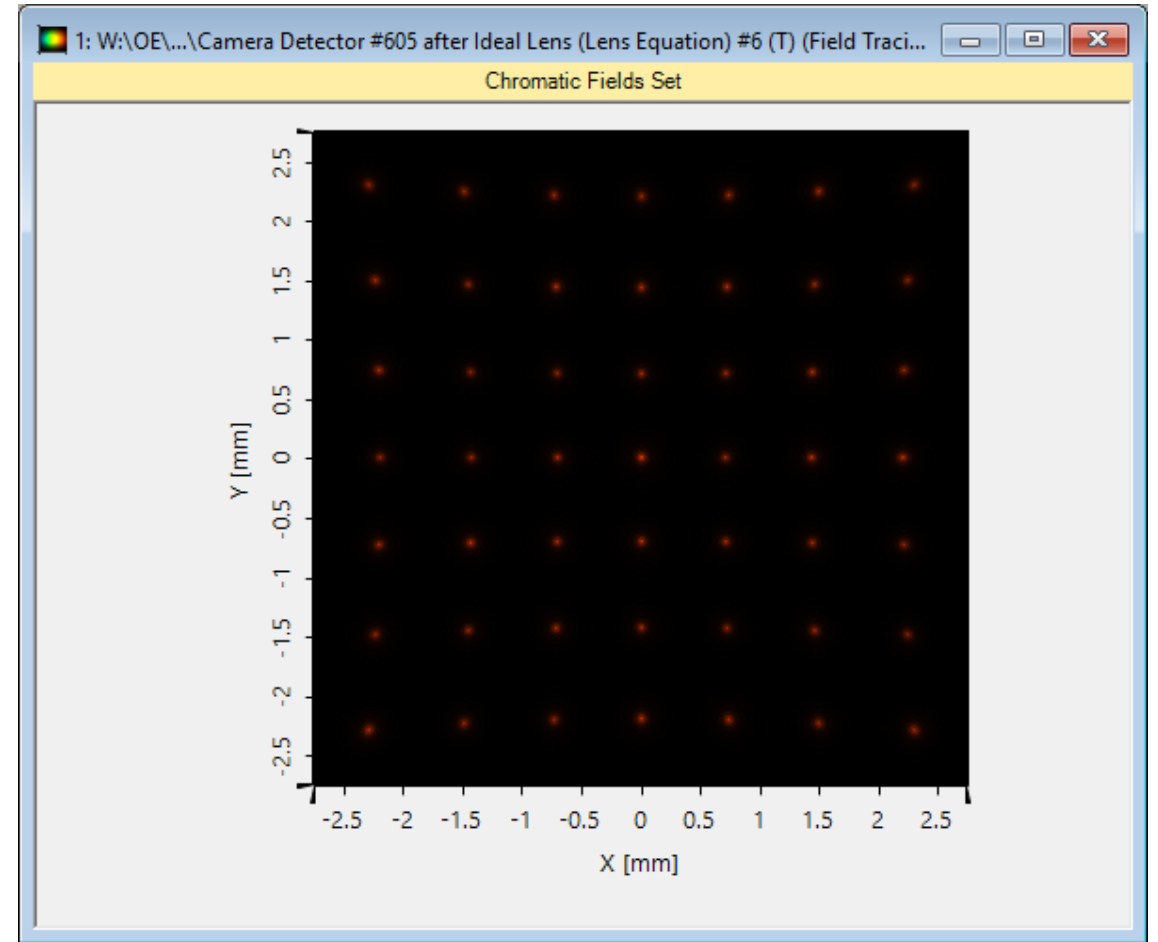 1: W:\OE\...\Camera Detector #605 after Ideal Lens (Lens Equation) #6 (T) (Field Traci...
Chromatic Fields Set
2.5
2
1.5
1
0.5
0
-0.5
-1
-1.5
-2
-2.5
Y [mm]
-2.5 -2 -1.5 -1 -0.5 0 0.5 1 1.5 2 2.5
X [mm]